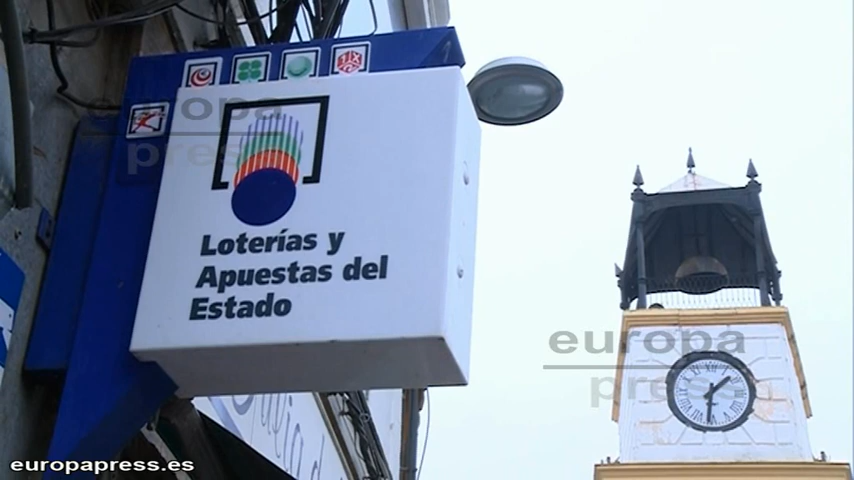 europa
press
Loterías y
Apuestas del
Estado
europa
press
europapress.es